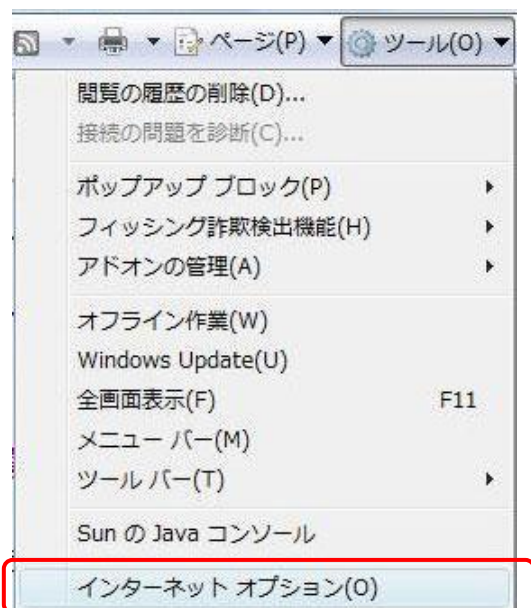 ページ(P) ツール(O)
閲覧の履歴の削除(D)...
接続の問題を診断(C)...
ポップアップ ブロック(P)
フィッシング詐欺検出機能(H)
アドオンの管理(A)
オフライン作業(W)
Windows Update(U)
全画面表示(F) F11
メニュー バー(M)
ツール バー(T)
Sun の Java コンソール
インターネット オプション(O)